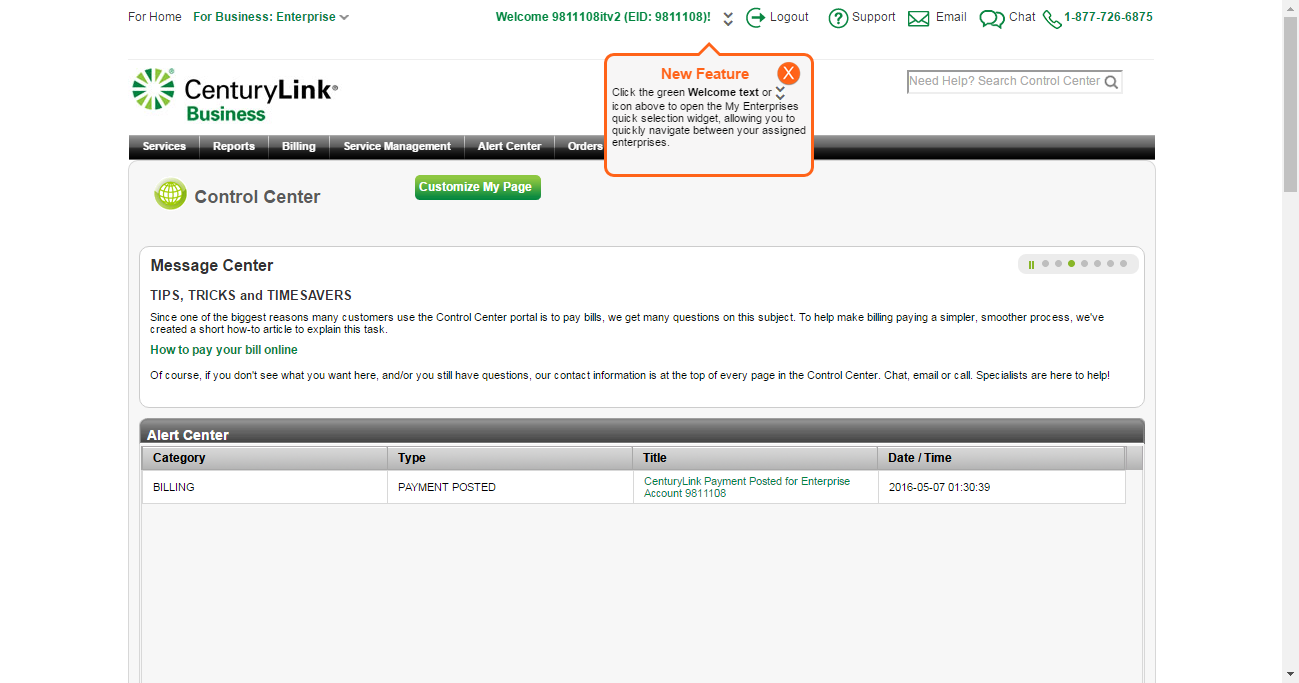 For Home For Business: Enterprise Welcome 9811108itv2 (EID: 9811108)! Logout Support Email Chat 1-877-726-6875
New Feature X
Click the green Welcome text or
icon above to open the My Enterprises
quick selection widget, allowing you to
quickly navigate between your assigned
enterprises.
CenturyLink®
Business
Need Help? Search Control Center
Services Reports Billing Service Management Alert Center Orders
Control Center
Customize My Page
Message Center
TIPS, TRICKS and TIMESAVERS
Since one of the biggest reasons many customers use the Control Center portal is to pay bills, we get many questions on this subject. To help make billing paying a simpler, smoother process, we've
created a short how-to article to explain this task.
How to pay your bill online
Of course, if you don't see what you want here, and/or you still have questions, our contact information is at the top of every page in the Control Center. Chat, email or call. Specialists are here to help!
Alert Center
Category Type Title Date / Time
BILLING PAYMENT POSTED CenturyLink Payment Posted for Enterprise 2016-05-07 01:30:39
Account 9811108